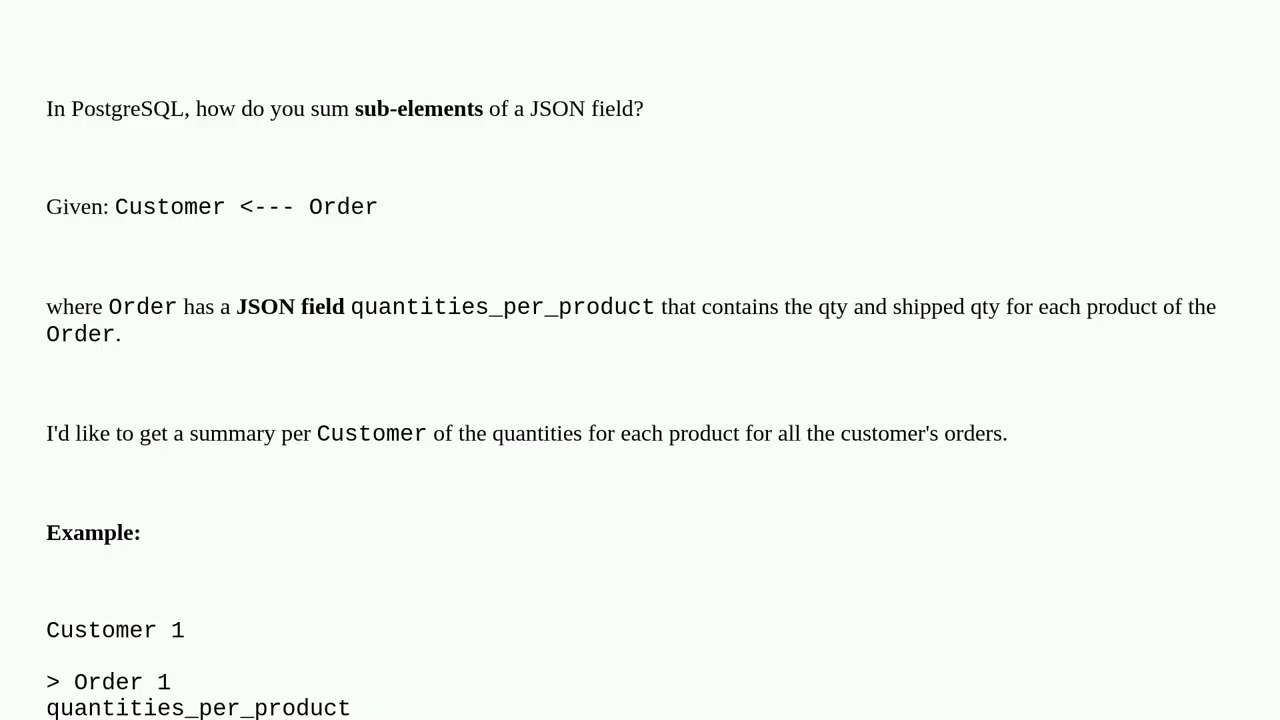 In PostgreSQL, how do you sum sub-elements of a JSON field?
Given: Customer <--- Order
where Order has a JSON field quantities_per_product that contains the qty and shipped qty for each product of the
Order.
I'd like to get a summary per Customer of the quantities for each product for all the customer's orders.
Example:
Customer 1
> Order 1
quantities_per_product